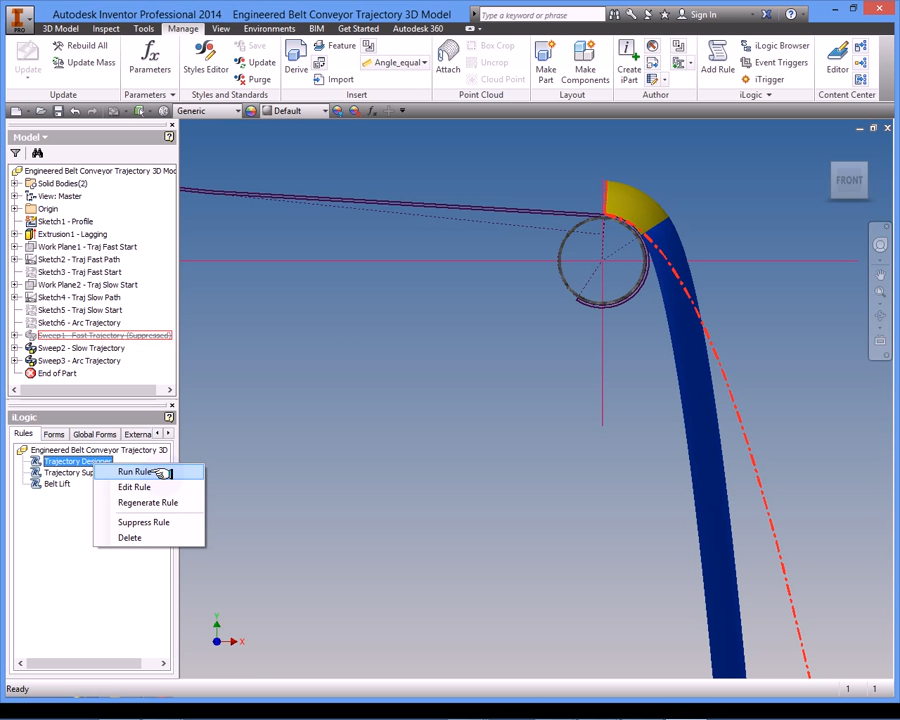 Autodesk Inventor Professional 2014 Engineered Belt Conveyor Trajectory 3D Model
Type a keyword or phrase
Sign In
PRO
3D Model Inspect Tools Manage View Environments BIM Get Started Autodesk 360
Update
Rebuild All
Update Mass
Update
Parameters
Parameters
Styles Editor
Save
Update
Purge
Styles and Standards
Derive
Feature
Angle_equal
Import
Insert
Attach
Box Crop
Uncrop
Cloud Point
Point Cloud
Make Part
Make Components
Layout
Create iPart
Author
Add Rule
iLogic Browser
Event Triggers
iTrigger
iLogic
Editor
Content Center
Generic
Default
Model
Engineered Belt Conveyor Trajectory 3D Mod
Solid Bodies(2)
View: Master
Origin
Sketch1 - Profile
Extrusion1 - Lagging
Work Plane1 - Traj Fast Start
Sketch2 - Traj Fast Path
Sketch3 - Traj Fast Start
Work Plane2 - Traj Slow Start
Sketch4 - Traj Slow Path
Sketch5 - Traj Slow Start
Sketch6 - Arc Trajectory
Sweep1 - Fast Trajectory (Suppressed)
Sweep2 - Slow Trajectory
Sweep3 - Arc Trajectory
End of Part
FRONT
iLogic
Rules Forms Global Forms Externa
Engineered Belt Conveyor Trajectory 3D
Trajectory Designer
Trajectory Sup
Belt Lift
Run Rule
Edit Rule
Regenerate Rule
Suppress Rule
Delete
Y
X
Ready
1 1